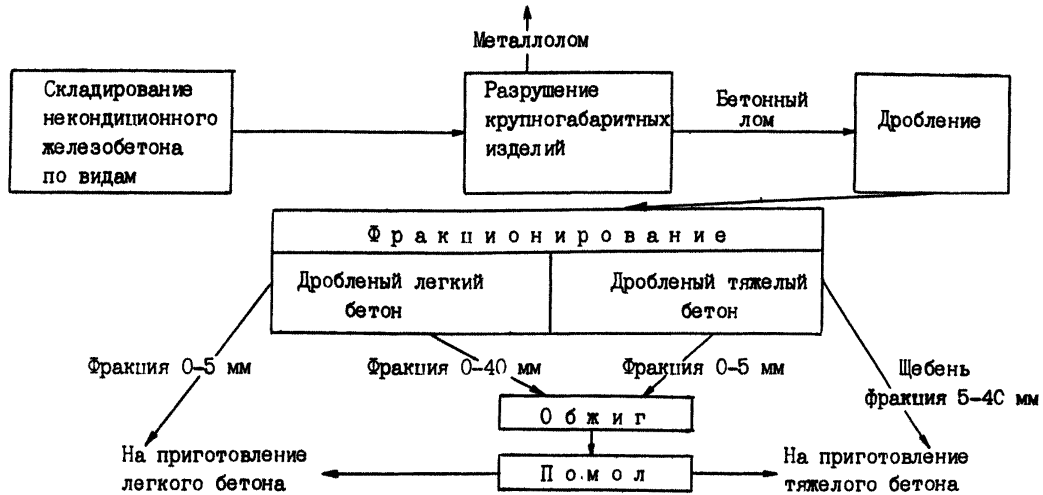 Металлолом
Складирование
некондиционного
железобетона
по видам
Разрушение
крупногабаритных
изделий
Бетонный
лом
Дробление
Фракционирование
Дробленый легкий
бетон
Дробленый тяжелый
бетон
Фракция 0-5 мм
Фракция 0-40 мм
Фракция 0-5 мм
Щебень
фракция 5-40 мм
Обжиг
На приготовление
легкого бетона
Помол
На приготовление
тяжелого бетона